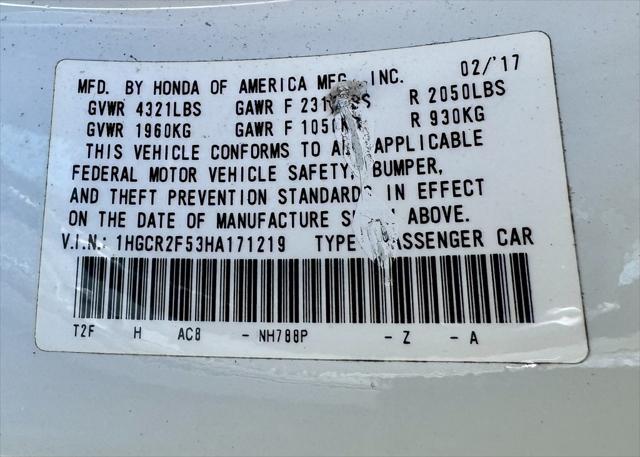 MFD. BY HONDA OF AMERICA MFG., INC. 02/'17
GVWR 4321LBS GAWR F R 2050LBS
GVWR 1960KG GAWR F R 930KG
THIS VEHICLE CONFORMS TO APPLICABLE
FEDERAL MOTOR VEHICLE SAFETY, BUMPER,
AND THEFT PREVENTION STANDARDS IN EFFECT
ON THE DATE OF MANUFACTURE ABOVE.
V.I.N.: 1HGCR2F53HA171219 TYPE: PASSENGER CAR
T2F H AC8 - NH788P - Z - A